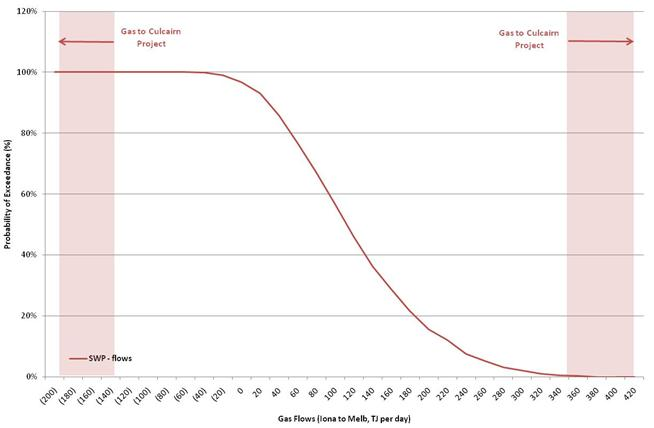 120%
Gas to Culcairn
Project
Gas to Culcairn
Project
100%
80%
60%
40%
20%
0%
Probability of Exceedance (%)
SWP - flows
(200) (180) (160) (140) (120) (100) (80) (60) (40) (20) 0 20 40 60 80 100 120 140 160 180 200 220 240 260 280 300 320 340 360 380 400 420
Gas Flows (Iona to Melb, TJ per day)